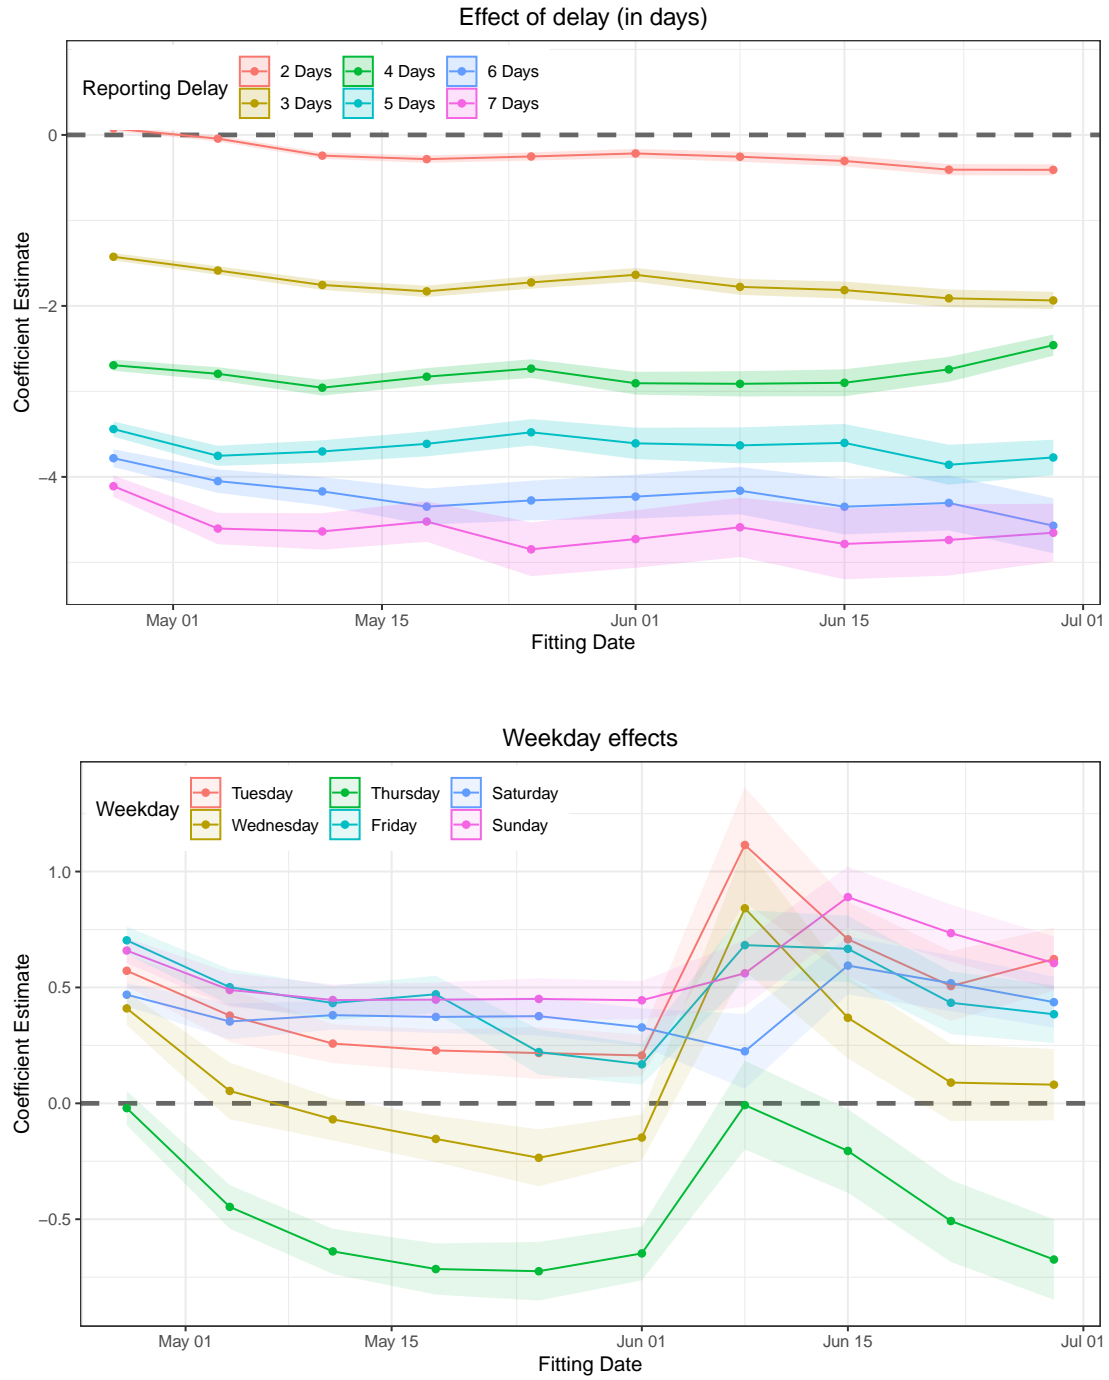 Effect of delay (in days)
Reporting Delay
2 Days 4 Days 6 Days
3 Days 5 Days 7 Days
Coefficient Estimate
0
−2
−4
May 01 May 15 Jun 01 Jun 15 Jul 01
Fitting Date
Weekday effects
Weekday
Tuesday Thursday Saturday
Wednesday Friday Sunday
Coefficient Estimate
1.0
0.5
0.0
−0.5
May 01 May 15 Jun 01 Jun 15 Jul 01
Fitting Date